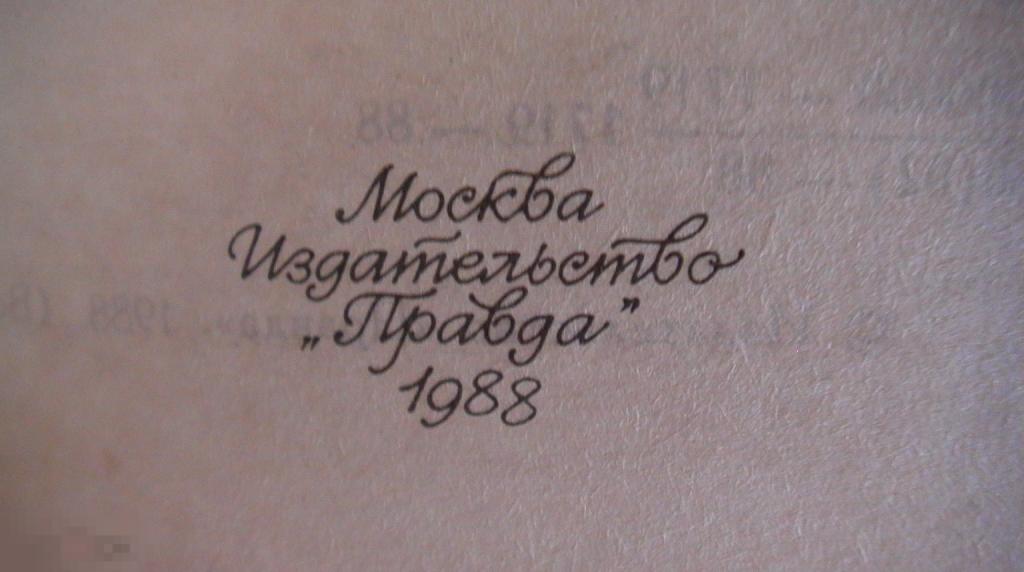 Москва
Издательство
„Правда”
1988